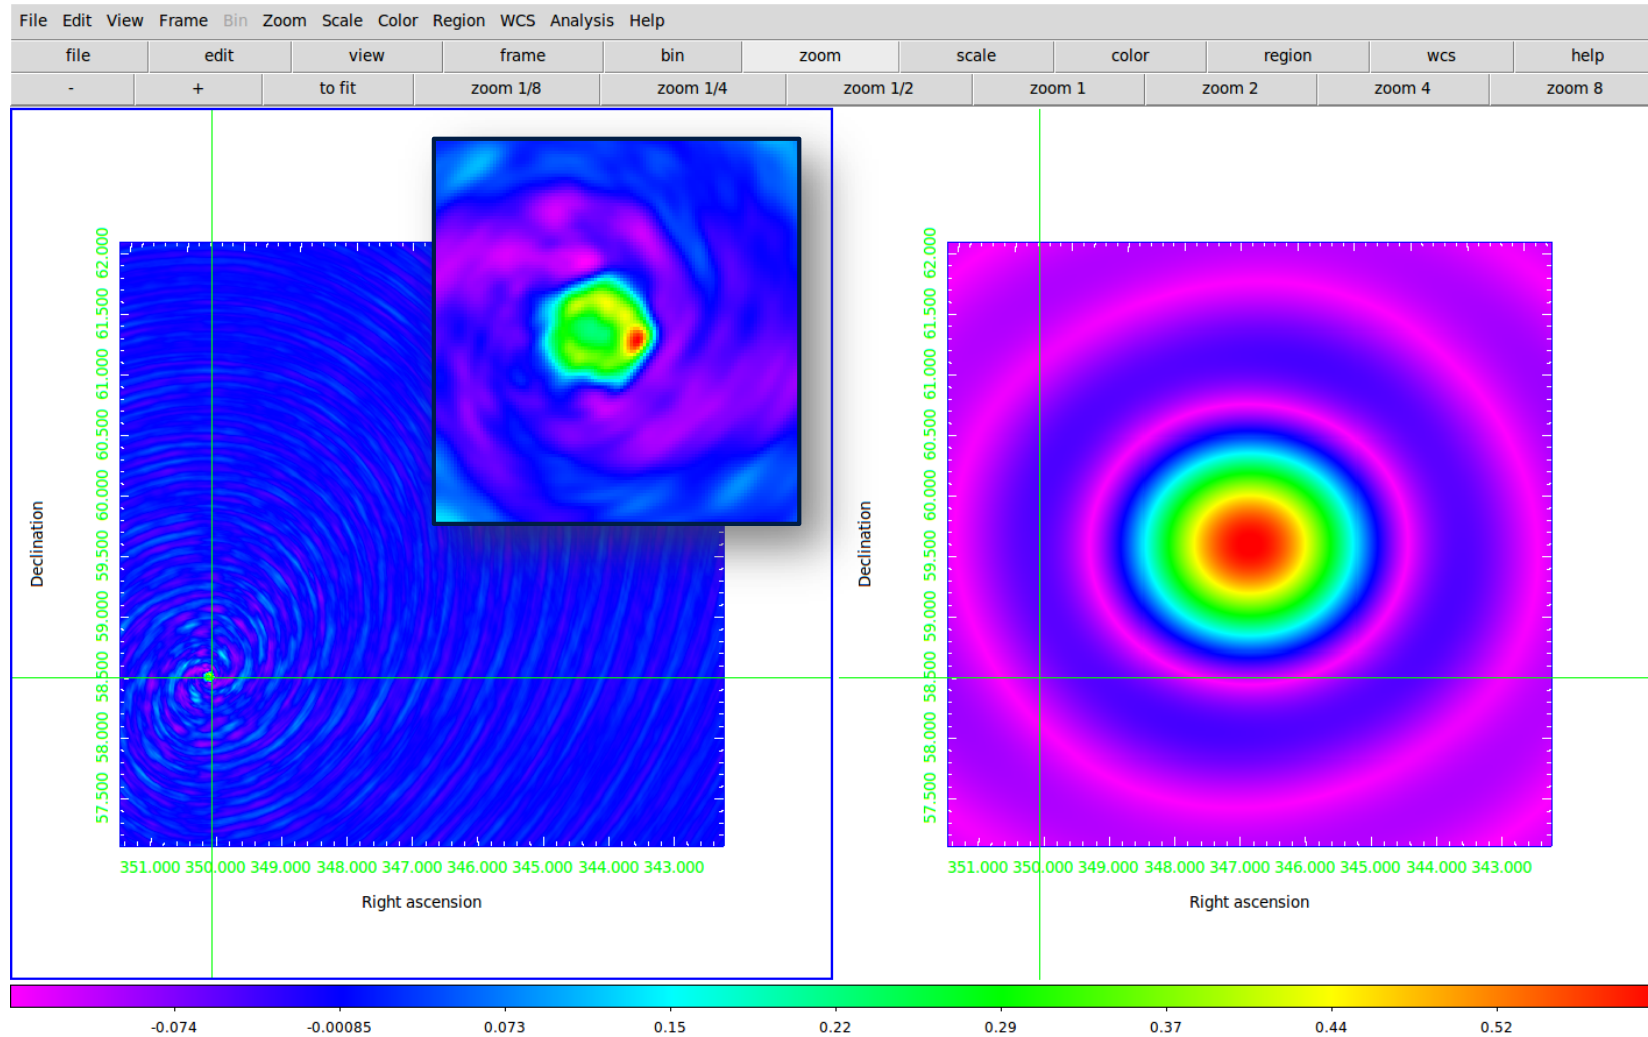 File Edit View Frame Bin Zoom Scale Color Region WCS Analysis Help
file edit view frame bin zoom scale color region wcs help
- + to fit zoom 1/8 zoom 1/4 zoom 1/2 zoom 1 zoom 2 zoom 4 zoom 8
Declination
62.000
61.500
61.000
60.500
60.000
59.500
59.000
58.500
58.000
57.500
351.000 350.000 349.000 348.000 347.000 346.000 345.000 344.000 343.000
Right ascension
Declination
62.000
61.500
61.000
60.500
60.000
59.500
59.000
58.500
58.000
57.500
351.000 350.000 349.000 348.000 347.000 346.000 345.000 344.000 343.000
Right ascension
-0.074 -0.00085 0.073 0.15 0.22 0.29 0.37 0.44 0.52